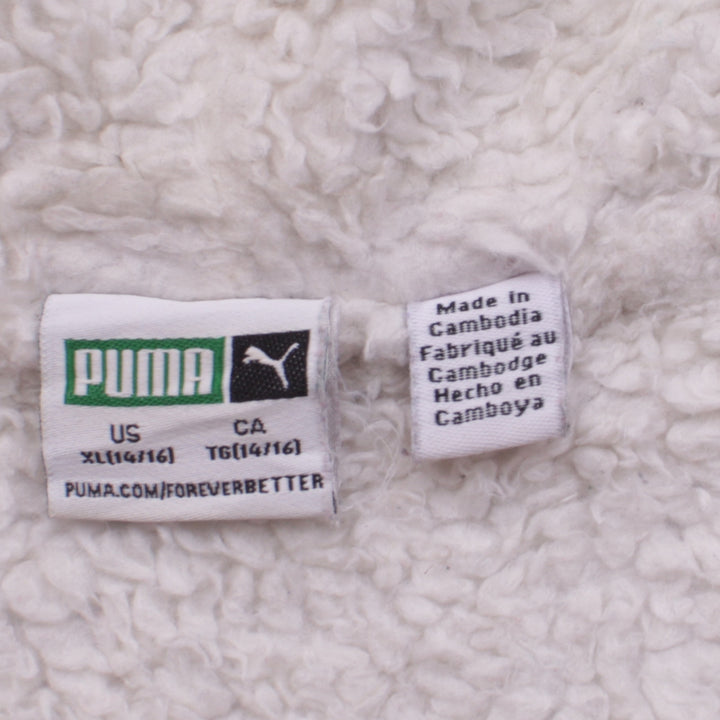 PUMA
US CA
XL(14/16) TG(14/16)
PUMA.COM/FOREVERBETTER
Made in
Cambodia
Fabriqué au
Cambodge
Hecho en
Camboya